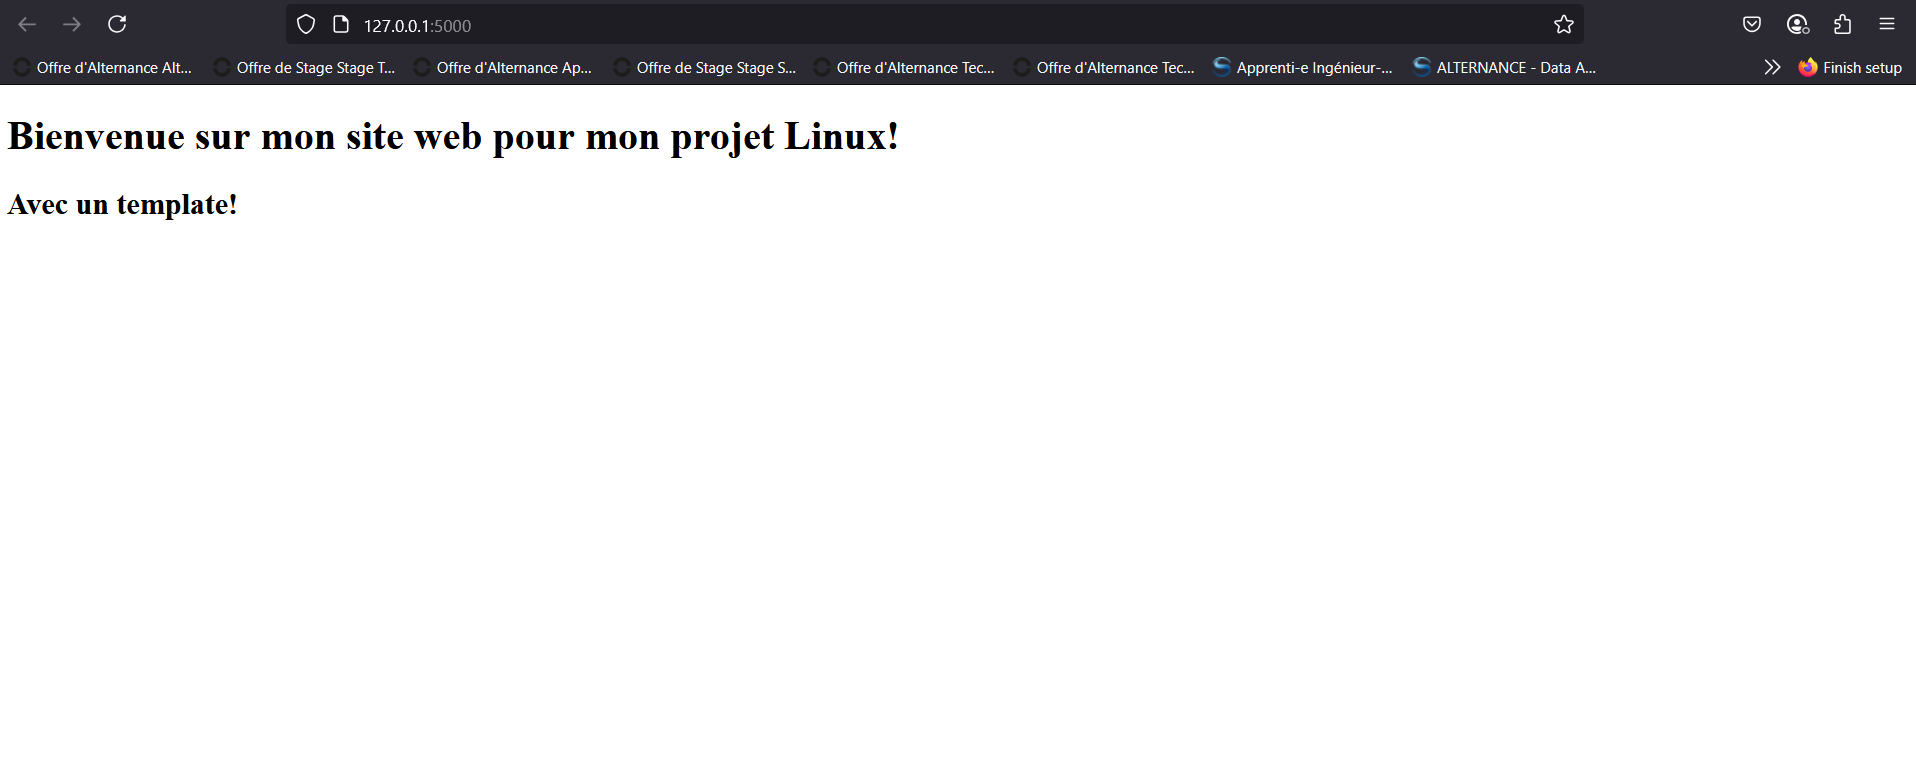 127.0.0.1:5000
Offre d'Alternance Alt...
Offre de Stage Stage T...
Offre d'Alternance Ap...
Offre de Stage Stage S...
Offre d'Alternance Tec...
Offre d'Alternance Tec...
Apprenti-e Ingénieur-...
ALTERNANCE - Data A...
Finish setup
Bienvenue sur mon site web pour mon projet Linux!
Avec un template!